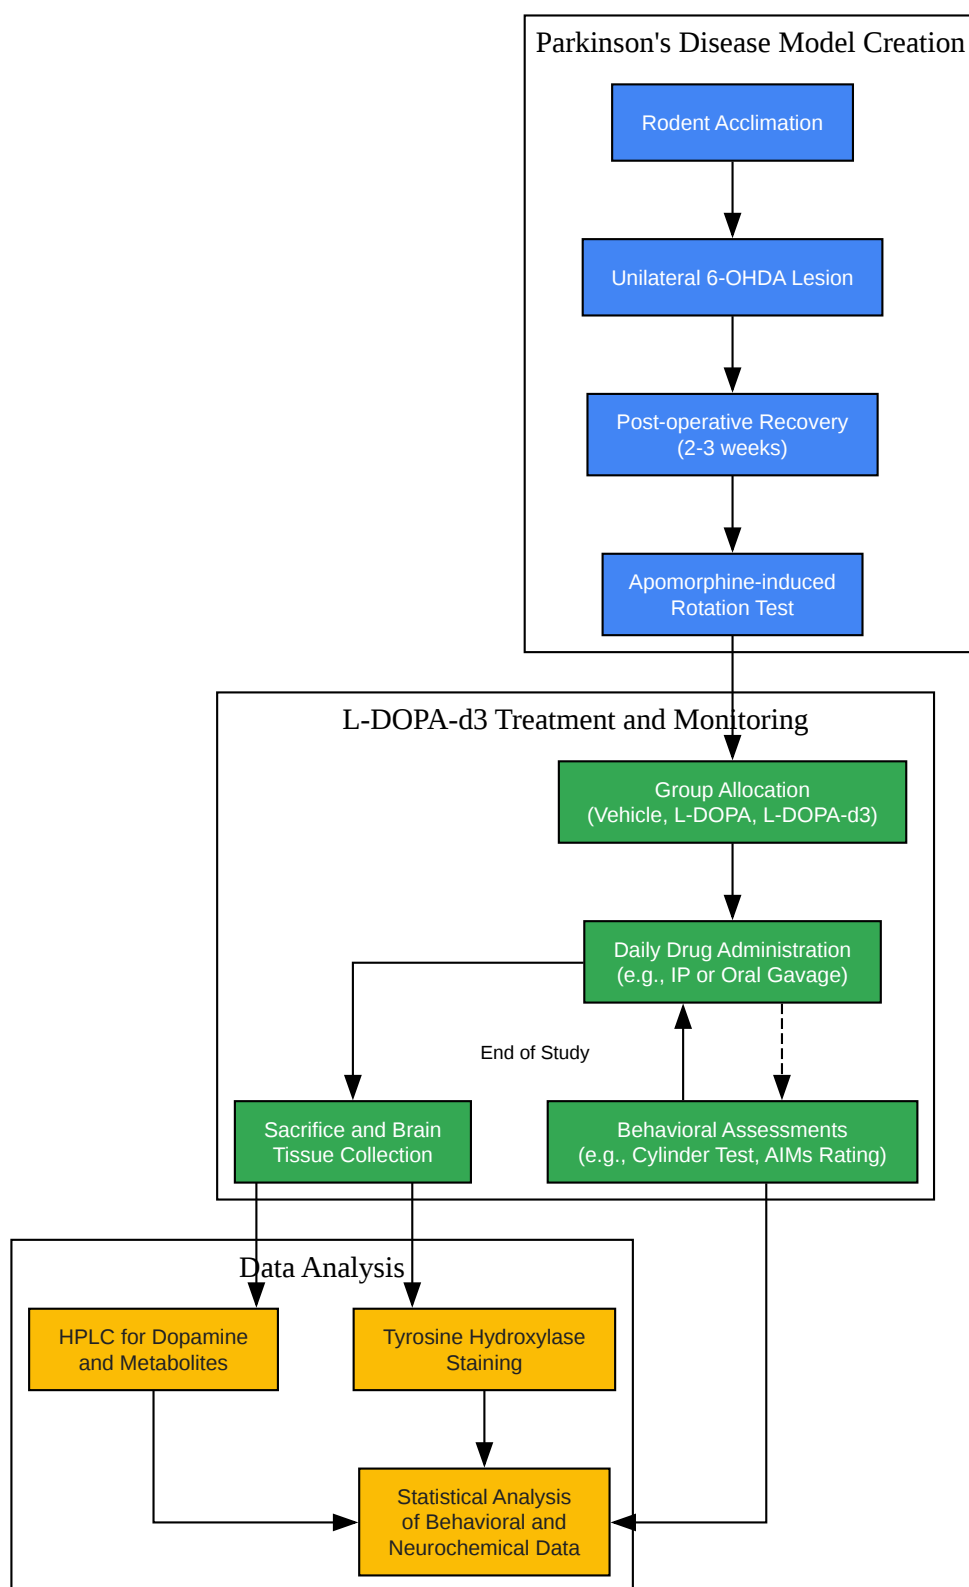 Parkinson's Disease Model Creation
Rodent Acclimation
Unilateral 6-OHDA Lesion
Post-operative Recovery
(2-3 weeks)
Apomorphine-induced
Rotation Test
L-DOPA-d3 Treatment and Monitoring
Group Allocation
(Vehicle, L-DOPA, L-DOPA-d3)
Daily Drug Administration
(e.g., IP or Oral Gavage)
End of Study
Sacrifice and Brain
Tissue Collection
Behavioral Assessments
(e.g., Cylinder Test, AIMs Rating)
Data Analysis
HPLC for Dopamine
and Metabolites
Tyrosine Hydroxylase
Staining
Statistical Analysis
of Behavioral and
Neurochemical Data